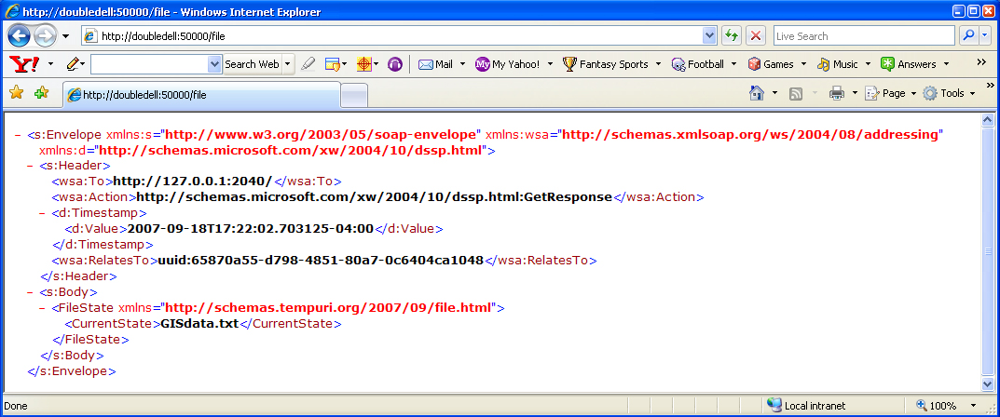 http://doubledell:50000/file - Windows Internet Explorer
http://doubledell:50000/file Live Search
Y! Search Web Mail My My Yahoo! Fantasy Sports Football Games Music Answers »
http://doubledell:50000/file Page Tools »
- <s:Envelope xmlns:s="http://www.w3.org/2003/05/soap-envelope" xmlns:wsa="http://schemas.xmlsoap.org/ws/2004/08/addressing"
xmlns:d="http://schemas.microsoft.com/xw/2004/10/dssp.html">
- <s:Header>
<wsa:To>http://127.0.0.1:2040/</wsa:To>
<wsa:Action>http://schemas.microsoft.com/xw/2004/10/dssp.html:GetResponse</wsa:Action>
- <d:Timestamp>
<d:Value>2007-09-18T17:22:02.703125-04:00</d:Value>
</d:Timestamp>
<wsa:RelatesTo>uuid:65870a55-d798-4851-80a7-0c6404ca1048</wsa:RelatesTo>
</s:Header>
- <s:Body>
- <FileState xmlns="http://schemas.tempuri.org/2007/09/file.html">
<CurrentState>GISdata.txt</CurrentState>
</FileState>
</s:Body>
</s:Envelope>
Done Local intranet 100%